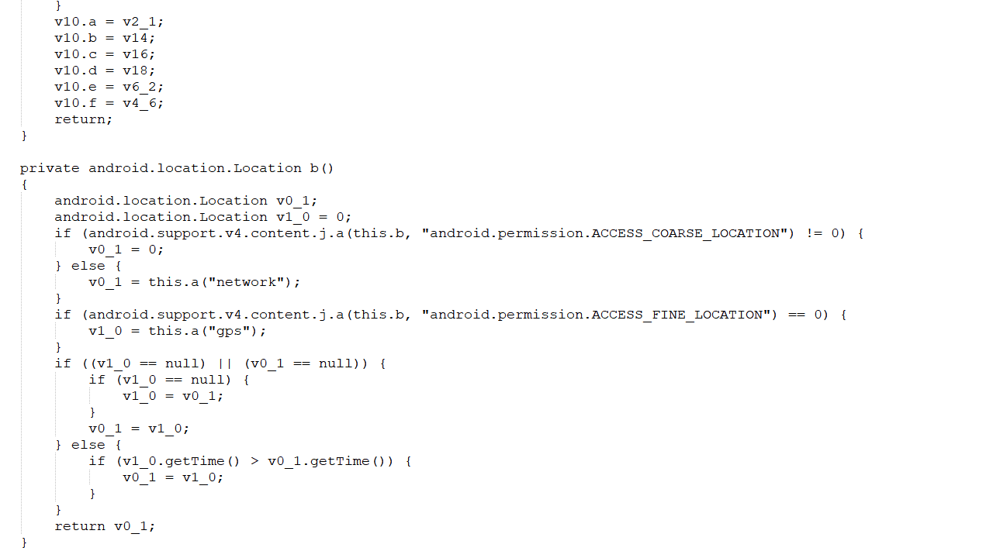 }
v10.a = v2_1;
v10.b = v14;
v10.c = v16;
v10.d = v18;
v10.e = v6_2;
v10.f = v4_6;
return;
}
private android.location.Location b()
{
android.location.Location v0_1;
android.location.Location v1_0 = 0;
if (android.support.v4.content.j.a(this.b, "android.permission.ACCESS_COARSE_LOCATION") != 0) {
v0_1 = 0;
} else {
v0_1 = this.a("network");
}
if (android.support.v4.content.j.a(this.b, "android.permission.ACCESS_FINE_LOCATION") == 0) {
v1_0 = this.a("gps");
}
if ((v1_0 == null) || (v0_1 == null)) {
if (v1_0 == null) {
v1_0 = v0_1;
}
v0_1 = v1_0;
} else {
if (v1_0.getTime() > v0_1.getTime()) {
v0_1 = v1_0;
}
}
return v0_1;
}